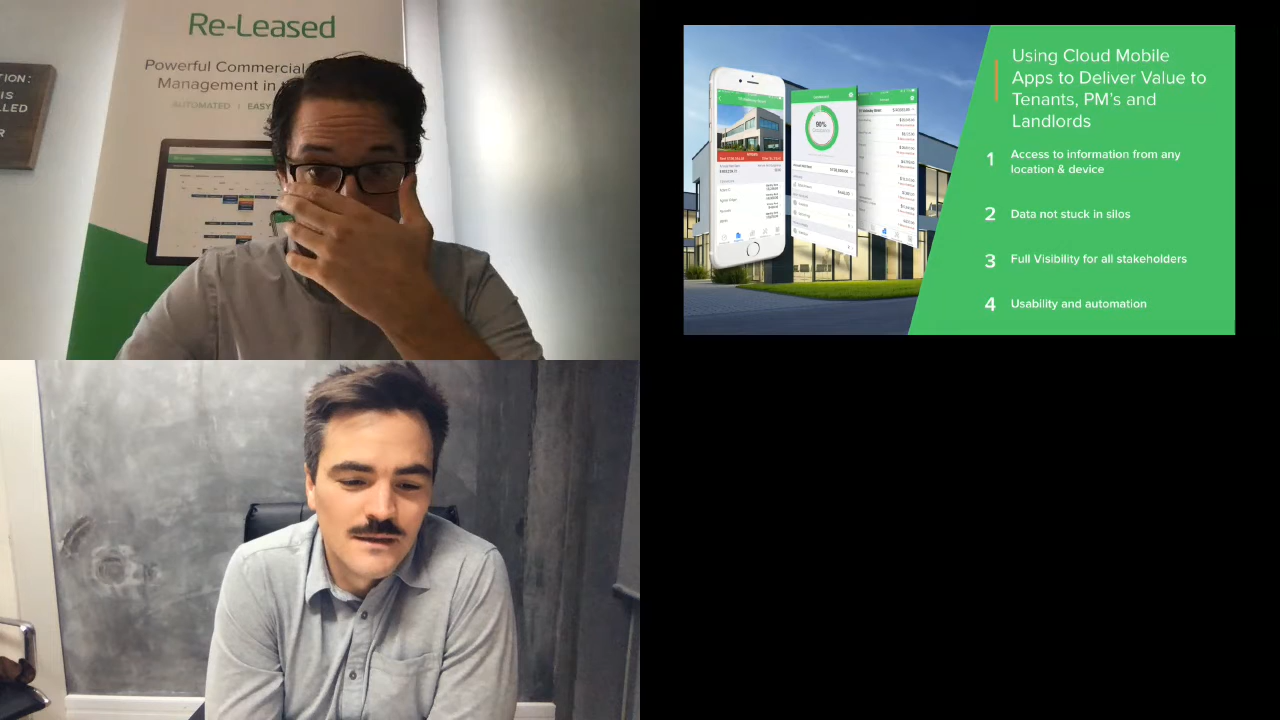 Re-Leased
Powerful Commercial
Management in
AUTOMATED | EASY
TION:
IS
LLED
R
Using Cloud Mobile
Apps to Deliver Value to
Tenants, PM's and
Landlords
1 Access to information from any
location & device
2 Data not stuck in silos
3 Full Visibility for all stakeholders
4 Usability and automation
90%